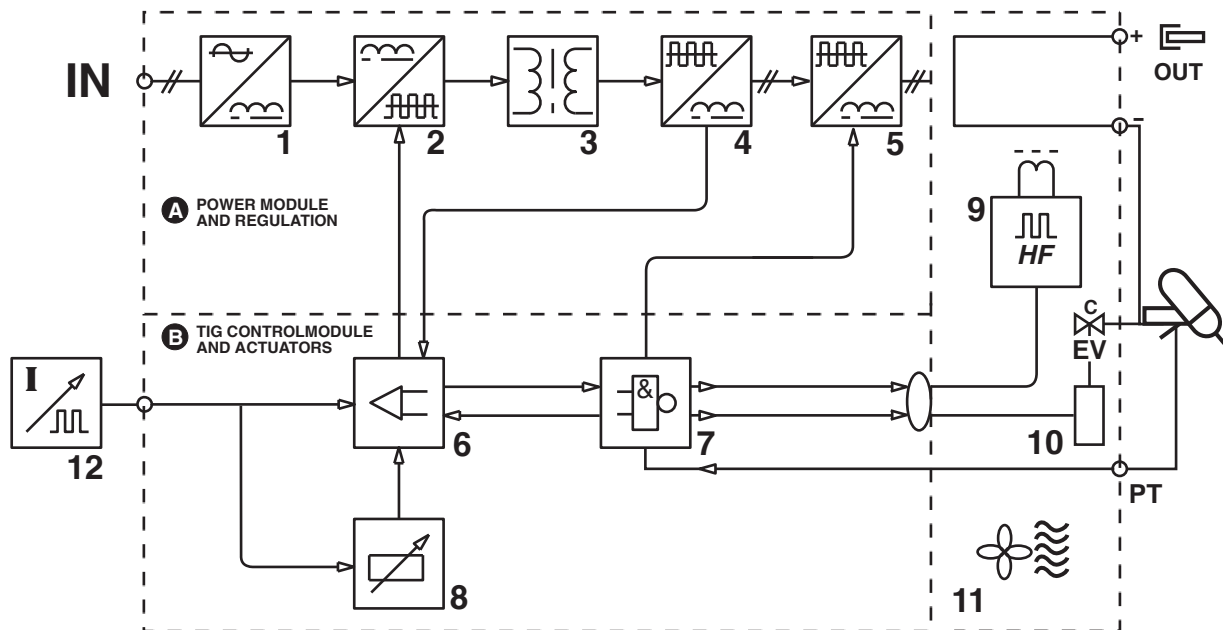 IN
1
2
3
4
5
+
OUT
-
A POWER MODULE
AND REGULATION
9
HF
B TIG CONTROLMODULE
AND ACTUATORS
C
EV
I
&
12
6
7
10
PT
8
11